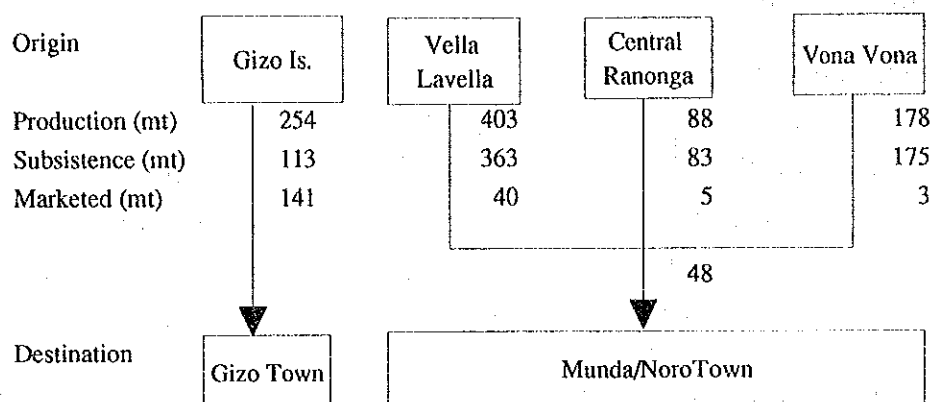 Origin
Gizo Is.
Vella
Lavella
Central
Ranonga
Vona Vona
Production (mt) 254 403 88 178
Subsistence (mt) 113 363 83 175
Marketed (mt) 141 40 5 3
48
Destination
Gizo Town
Munda/NoroTown